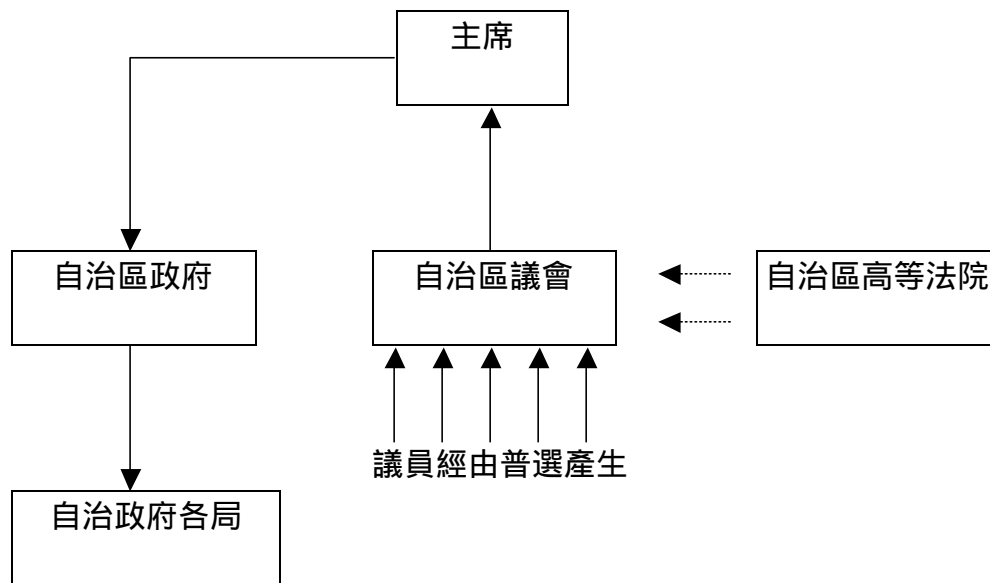 主席
自治區政府
自治區議會
自治區高等法院
議員經由普選產生
自治政府各局